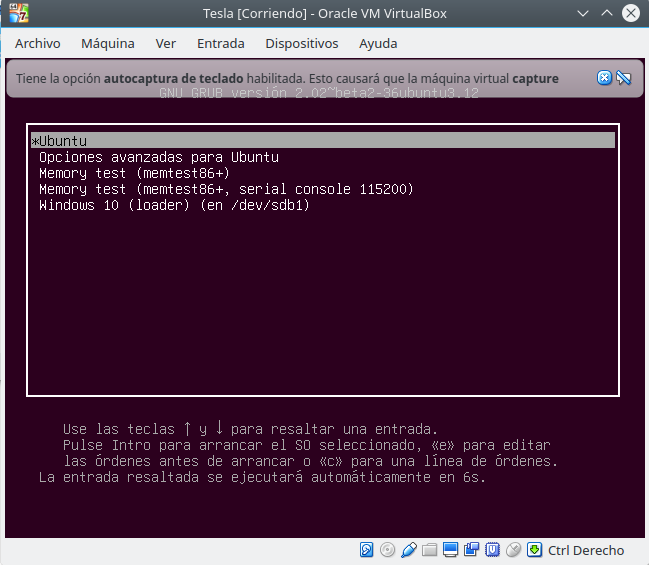 Tesla [Corriendo] - Oracle VM VirtualBox
Archivo Máquina Ver Entrada Dispositivos Ayuda
Tiene la opción autocaptura de teclado habilitada. Esto causará que la máquina virtual capture
GNU GRUB versión 2.02~beta2-36ubuntu3.12
*Ubuntu
Opciones avanzadas para Ubuntu
Memory test (memtest86+)
Memory test (memtest86+, serial console 115200)
Windows 10 (loader) (en /dev/sdb1)
Use las teclas ↑ y ↓ para resaltar una entrada.
Pulse Intro para arrancar el SO seleccionado, «e» para editar
las órdenes antes de arrancar o «c» para una línea de órdenes.
La entrada resaltada se ejecutará automáticamente en 6s.
Ctrl Derecho